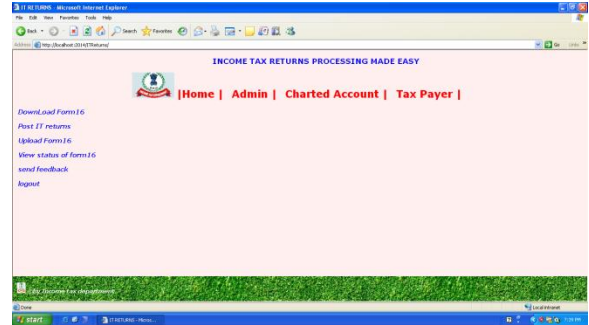 IT RETURNS - Microsoft Internet Explorer
File Edit View Favorites Tools Help
Back Search Favorites
Address http://localhost:2014/ITReturns/ Go Links
INCOME TAX RETURNS PROCESSING MADE EASY
|Home | Admin | Charted Account | Tax Payer |
DownLoad Form16
Post IT returns
Upload Form16
View status of form16
send feedback
logout
by Income tax department
Done Local intranet
start IT RETURNS - Micros...